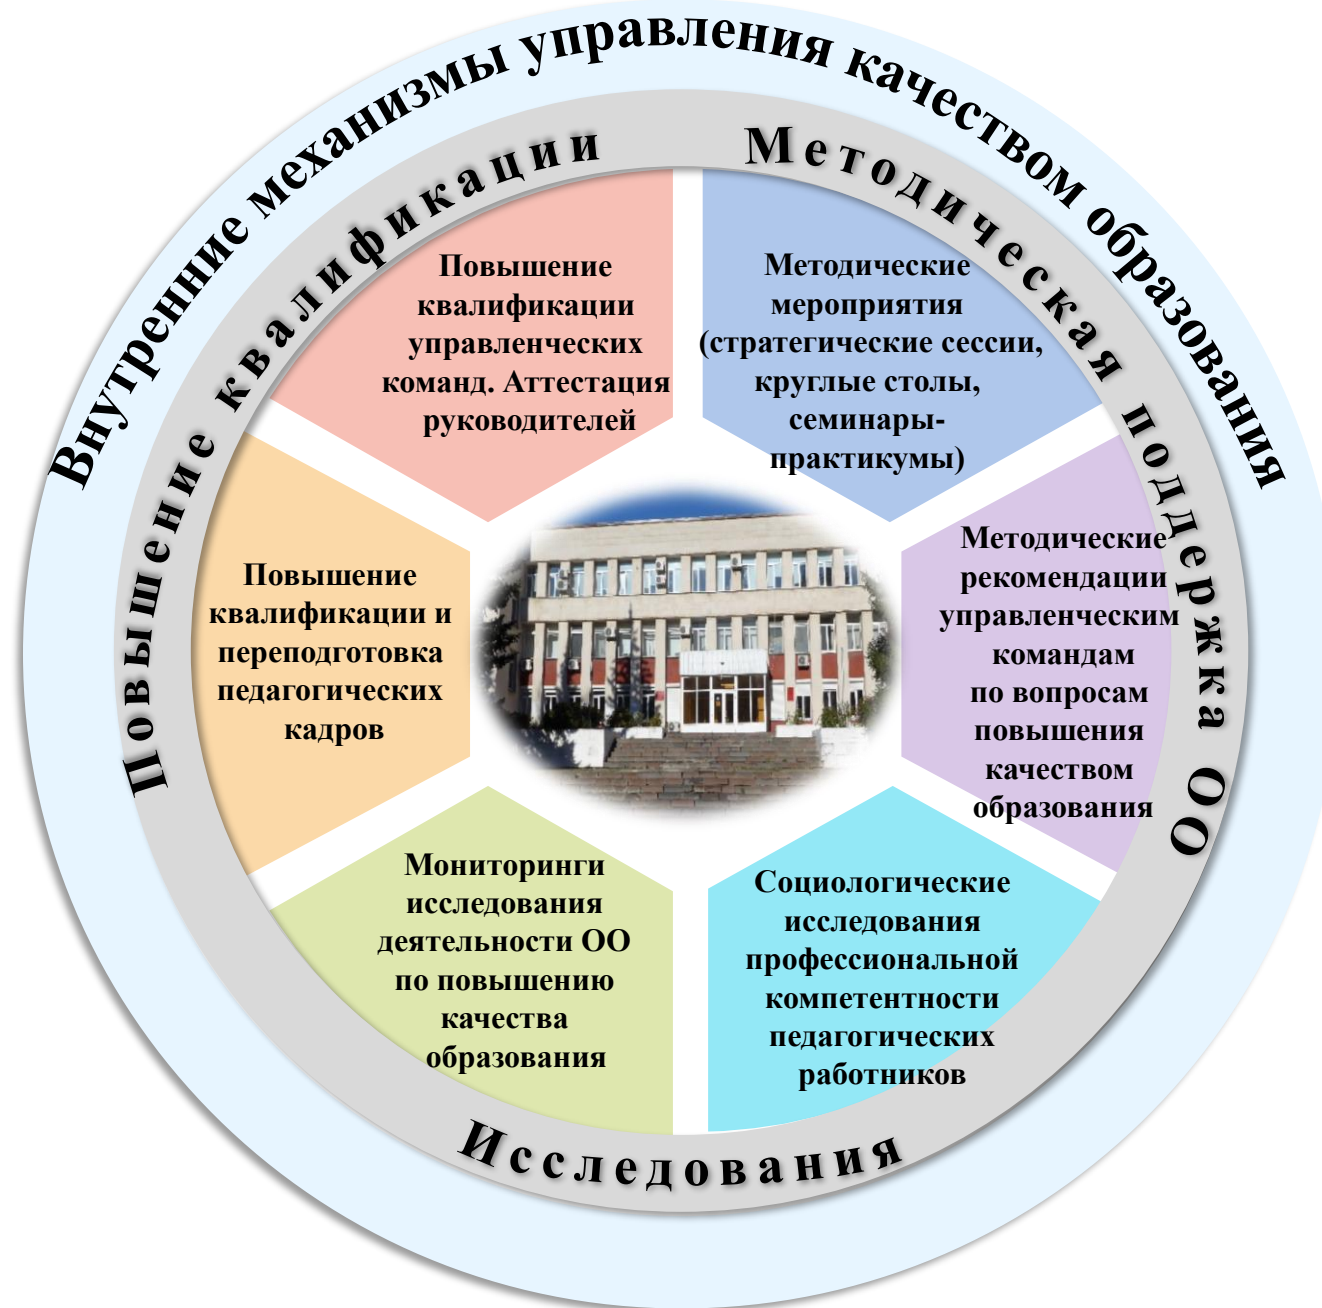 Внутренние механизмы управления качеством образования
Повышение квалификации
Методическая поддержка ОО
Повышение
квалификации
управленческих
команд. Аттестация
руководителей
Методические
мероприятия
(стратегические сессии,
круглые столы,
семинары-
практикумы)
Повышение
квалификации и
переподготовка
педагогических
кадров
Методические
рекомендации
управленческим
командам
по вопросам
повышения
качеством
образования
Мониторинги
исследования
деятельности ОО
по повышению
качества
образования
Социологические
исследования
профессиональной
компетентности
педагогических
работников
Исследования